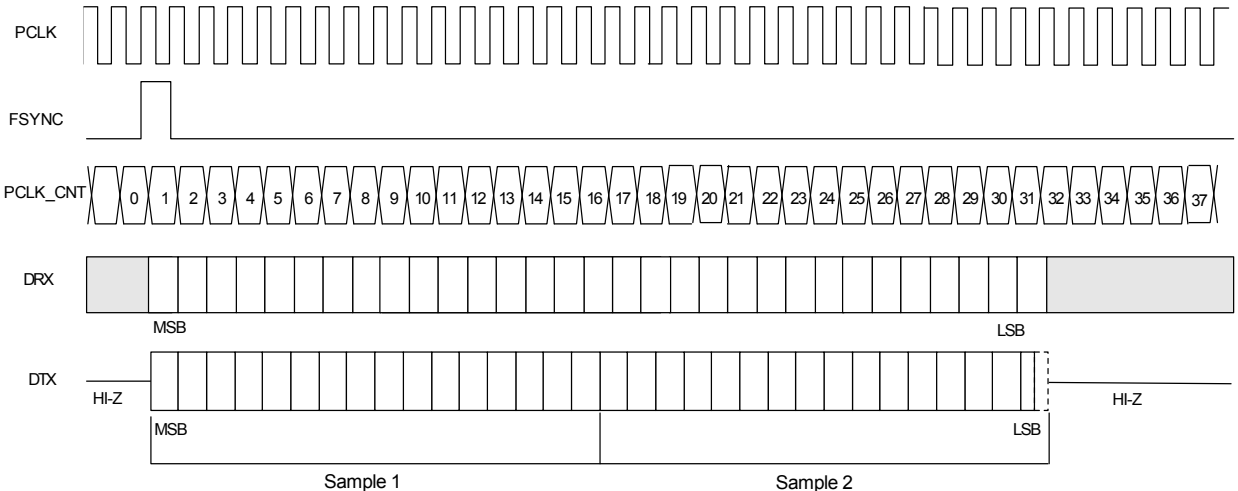 PCLK
FSYNC
PCLK_CNT
0 1 2 3 4 5 6 7 8 9 10 11 12 13 14 15 16 17 18 19 20 21 22 23 24 25 26 27 28 29 30 31 32 33 34 35 36 37
DRX
MSB LSB
DTX
HI-Z HI-Z
MSB LSB
Sample 1 Sample 2